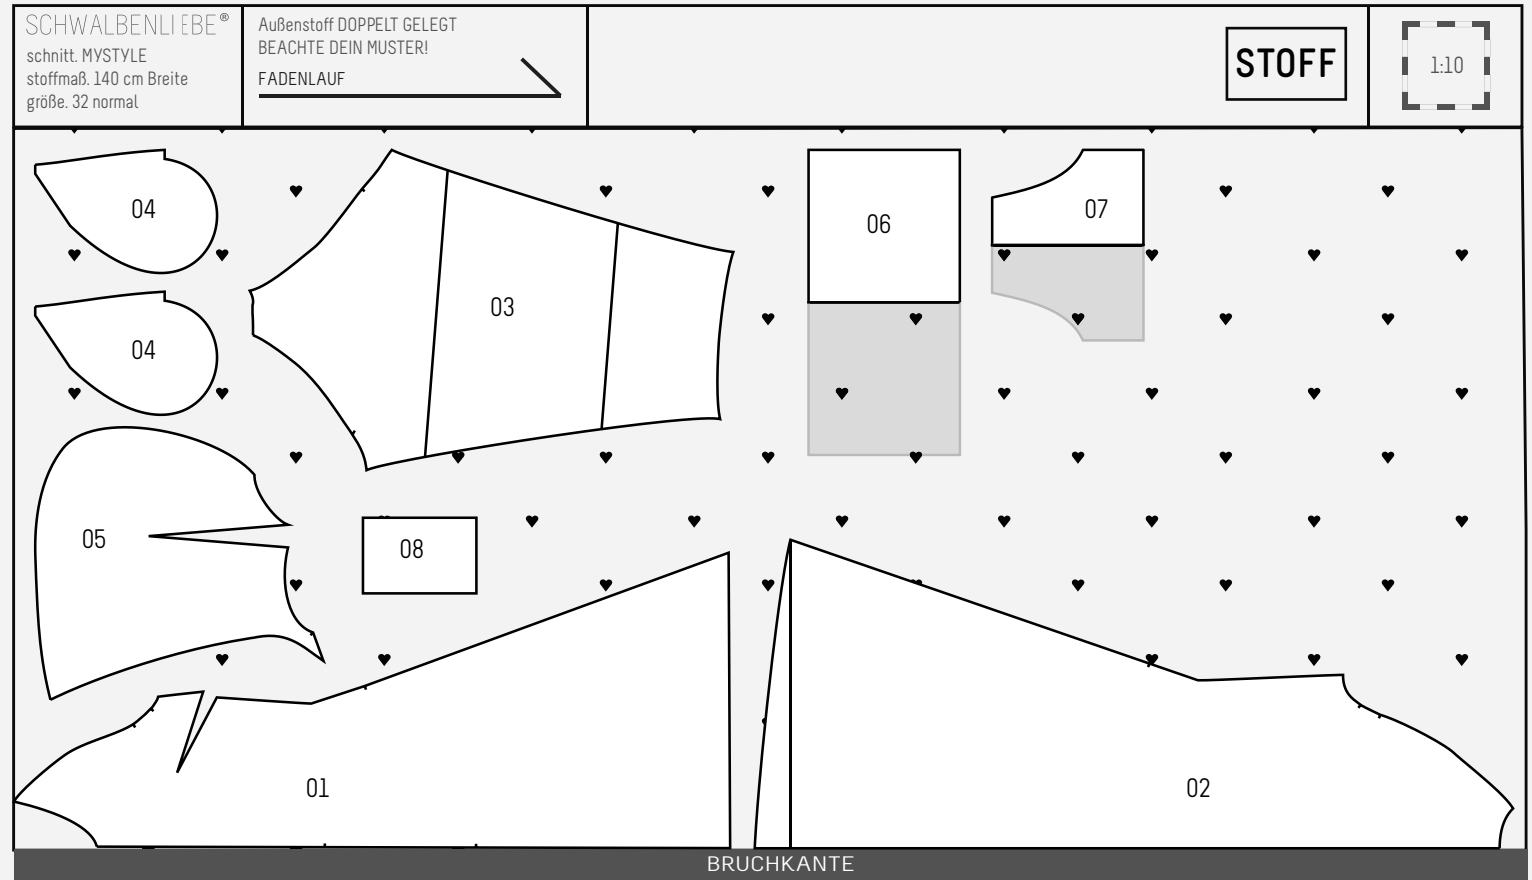 SCHWALBENLIEBE®
schnitt. MYSTYLE
stoffmaß. 140 cm Breite
größe. 32 normal
Außenstoff DOPPELT GELEGT
BEACHTE DEIN MUSTER!
FADENLAUF
STOFF
1:10
04
03
06
07
04
05
08
01
02
BRUCHKANTE